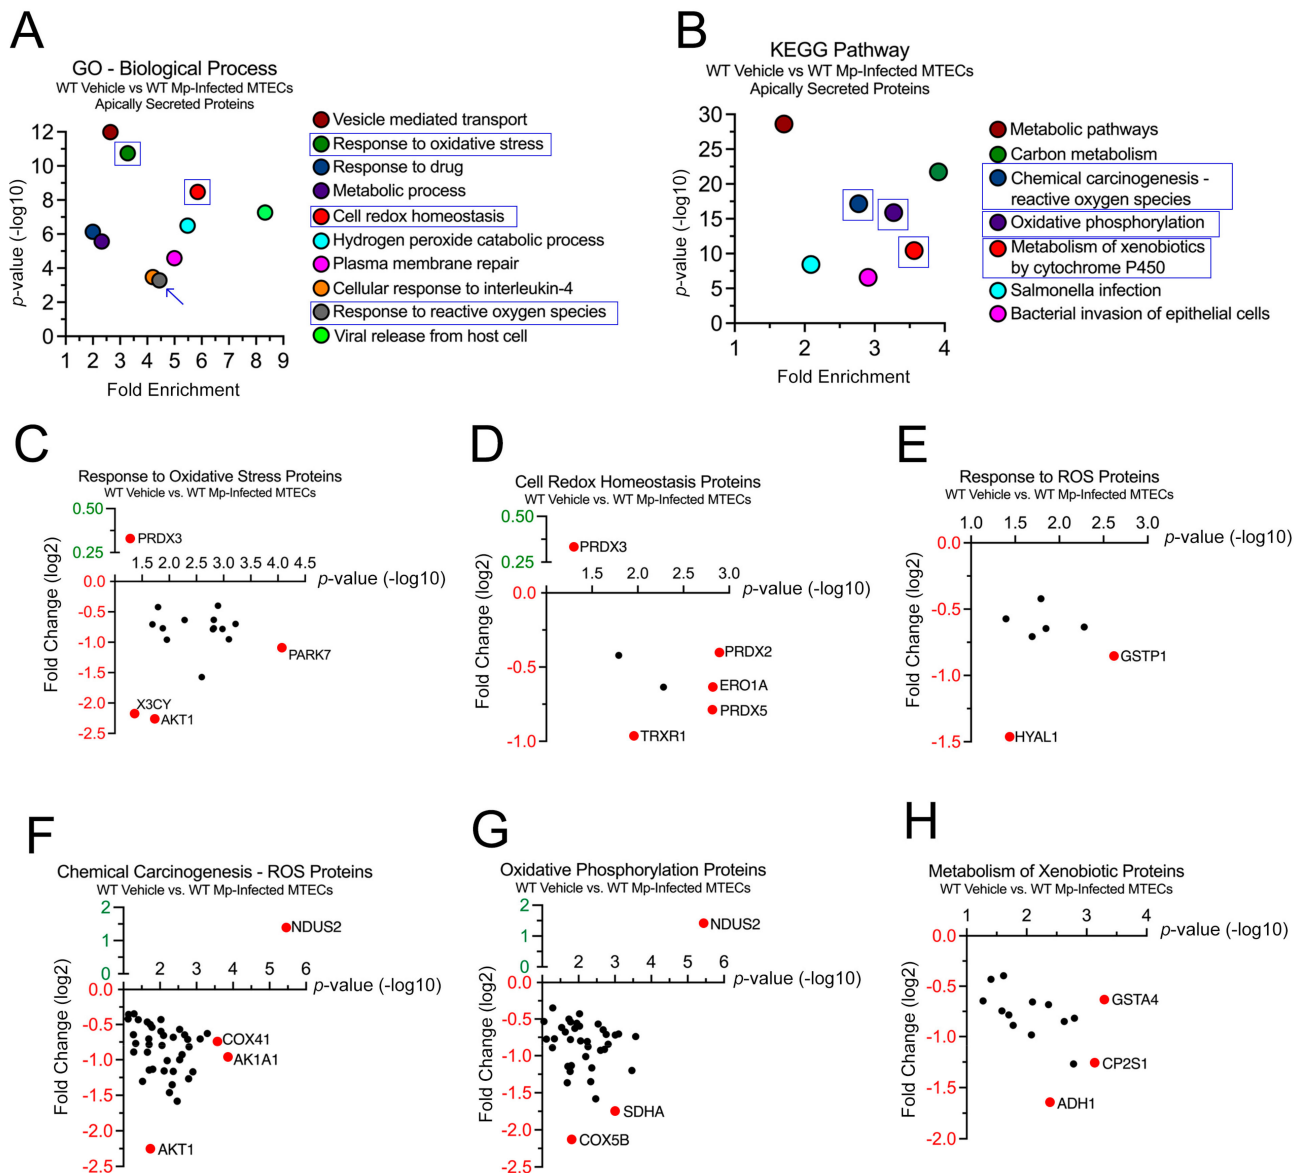 A
GO - Biological Process
WT Vehicle vs WT Mp-Infected MTECs
Apically Secreted Proteins
12
10
8
6
4
2
0
p-value (-log10)
1 2 3 4 5 6 7 8 9
Fold Enrichment
Vesicle mediated transport
Response to oxidative stress
Response to drug
Metabolic process
Cell redox homeostasis
Hydrogen peroxide catabolic process
Plasma membrane repair
Cellular response to interleukin-4
Response to reactive oxygen species
Viral release from host cell
B
KEGG Pathway
WT Vehicle vs WT Mp-Infected MTECs
Apically Secreted Proteins
30
25
20
15
10
5
0
p-value (-log10)
1 2 3 4
Fold Enrichment
Metabolic pathways
Carbon metabolism
Chemical carcinogenesis -
reactive oxygen species
Oxidative phosphorylation
Metabolism of xenobiotics
by cytochrome P450
Salmonella infection
Bacterial invasion of epithelial cells
C
Response to Oxidative Stress Proteins
WT Vehicle vs. WT Mp-Infected MTECs
0.50
PRDX3
0.25
1.5 2.0 2.5 3.0 3.5 4.0 4.5
p-value (-log10)
0.0
-0.5
-1.0
-1.5
-2.0
-2.5
Fold Change (log2)
PARK7
X3CY
AKT1
D
Cell Redox Homeostasis Proteins
WT Vehicle vs. WT Mp-Infected MTECs
0.50
PRDX3
0.25
1.5 2.0 2.5 3.0
p-value (-log10)
0.0
-0.5
-1.0
Fold Change (log2)
PRDX2
ERO1A
PRDX5
TRXR1
E
Response to ROS Proteins
WT Vehicle vs. WT Mp-Infected MTECs
1.0 1.5 2.0 2.5 3.0
p-value (-log10)
0.0
-0.5
-1.0
-1.5
Fold Change (log2)
GSTP1
HYAL1
F
Chemical Carcinogenesis - ROS Proteins
WT Vehicle vs. WT Mp-Infected MTECs
2
1
0
NDUS2
2 3 4 5 6
p-value (-log10)
0.0
-0.5
-1.0
-1.5
-2.0
-2.5
Fold Change (log2)
COX41
AK1A1
AKT1
G
Oxidative Phosphorylation Proteins
WT Vehicle vs. WT Mp-Infected MTECs
2
1
0
NDUS2
2 3 4 5 6
p-value (-log10)
0.0
-0.5
-1.0
-1.5
-2.0
-2.5
Fold Change (log2)
SDHA
COX5B
H
Metabolism of Xenobiotic Proteins
WT Vehicle vs. WT Mp-Infected MTECs
1 2 3 4
p-value (-log10)
0.0
-0.5
-1.0
-1.5
-2.0
Fold Change (log2)
GSTA4
CP2S1
ADH1